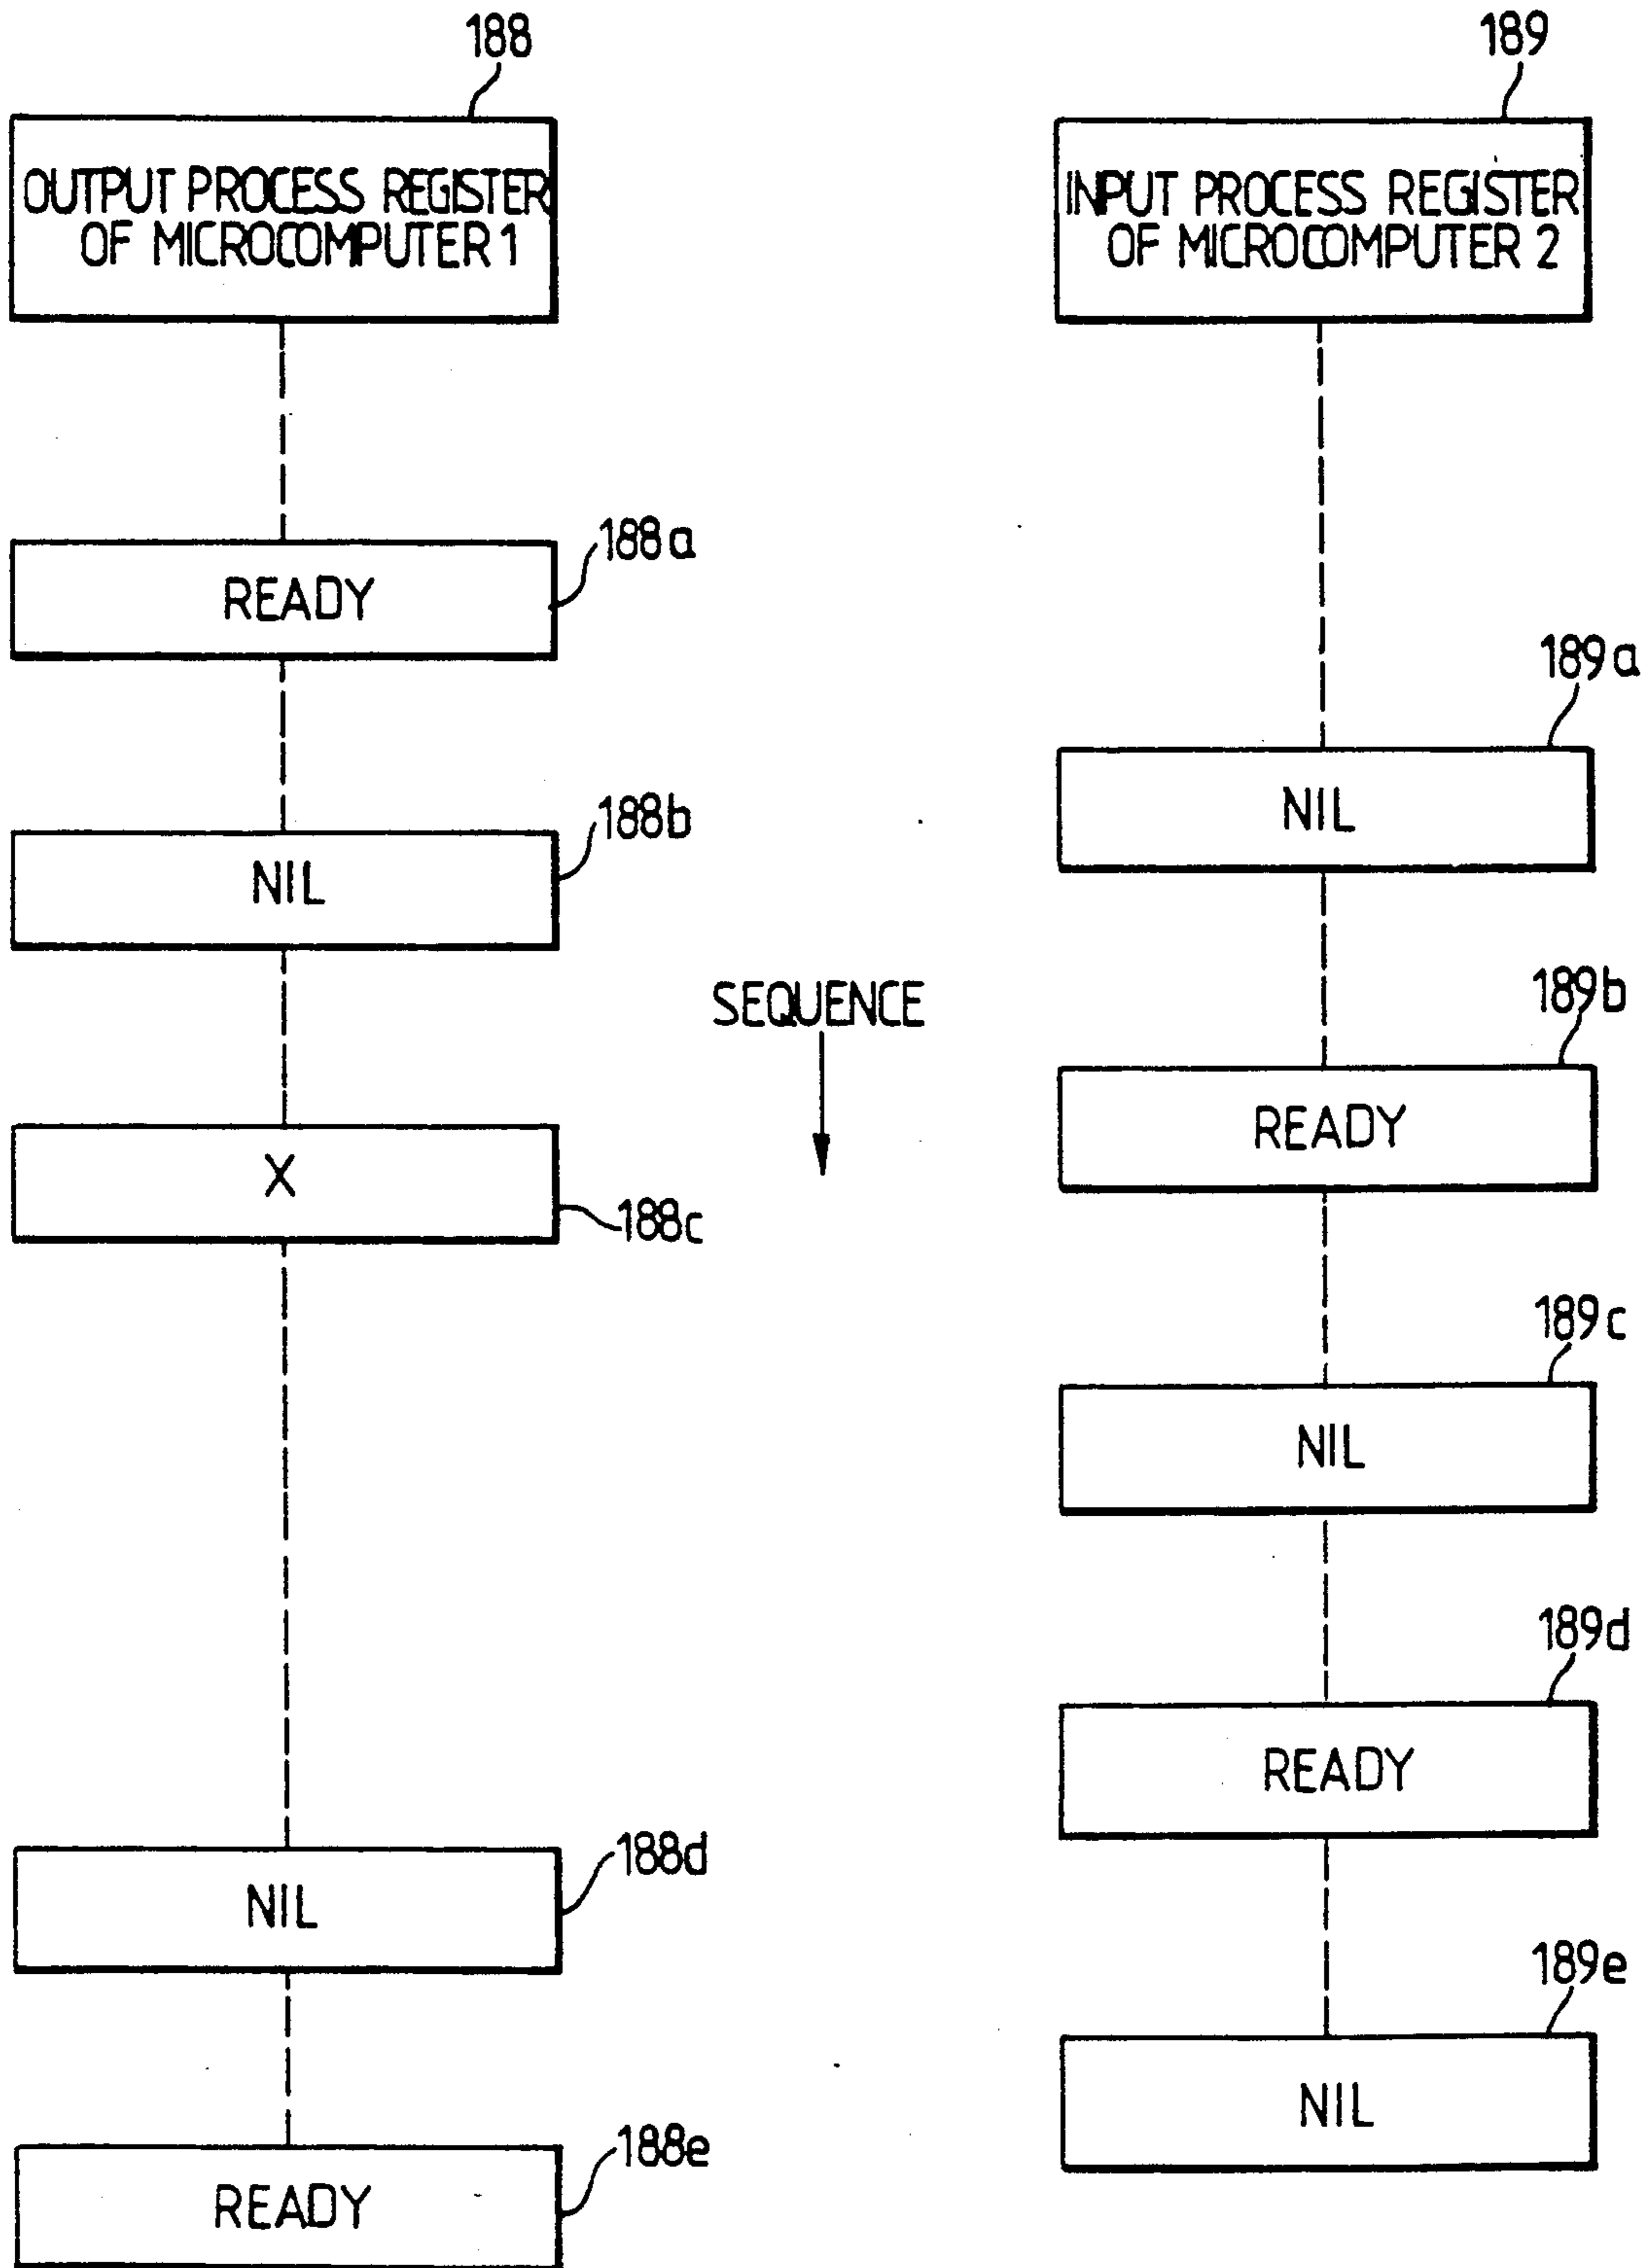 188
OUTPUT PROCESS REGISTER
OF MICROCOMPUTER 1
188a
READY
188b
NIL
X
188c
188d
NIL
188e
READY
SEQUENCE
189
INPUT PROCESS REGISTER
OF MICROCOMPUTER 2
189a
NIL
189b
READY
189c
NIL
189d
READY
189e
NIL